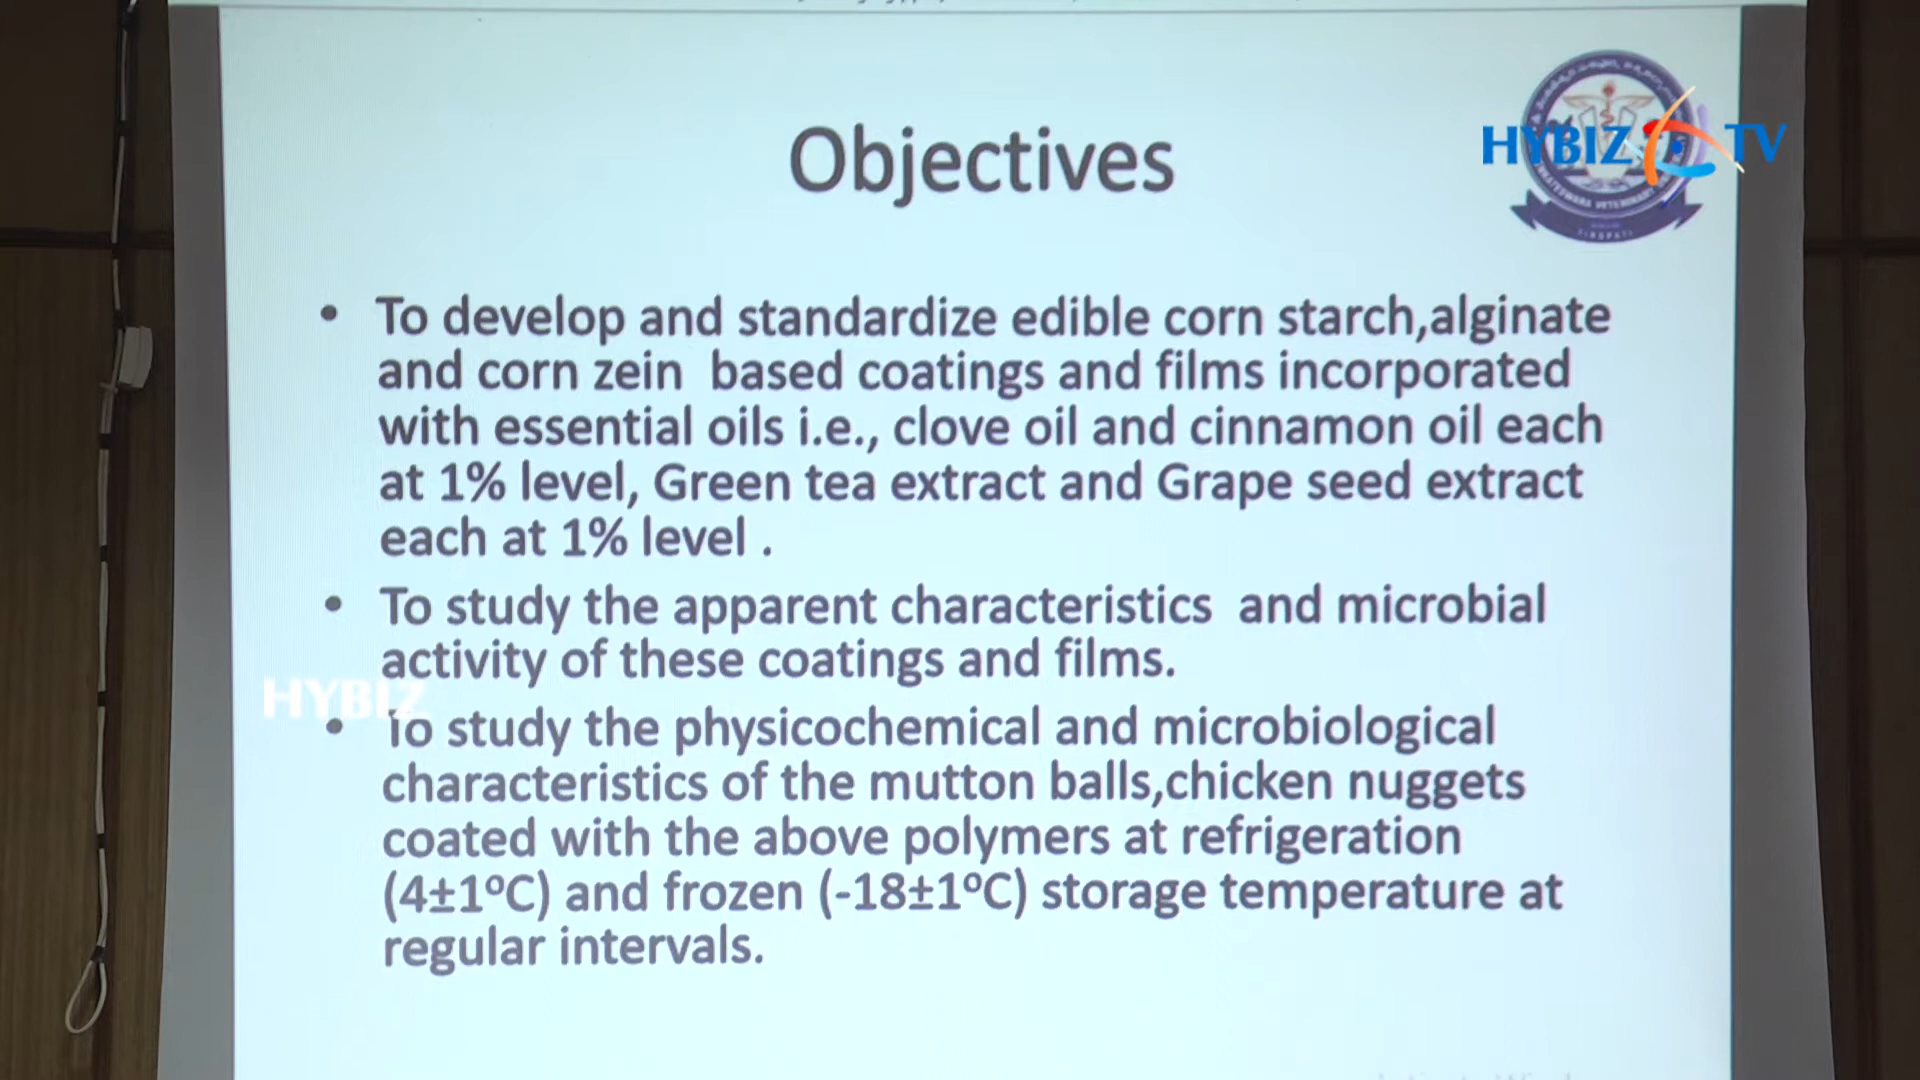 Objectives
HYBIZ TV
• To develop and standardize edible corn starch,alginate
and corn zein based coatings and films incorporated
with essential oils i.e., clove oil and cinnamon oil each
at 1% level, Green tea extract and Grape seed extract
each at 1% level .
• To study the apparent characteristics and microbial
activity of these coatings and films.
HYBIZ
• To study the physicochemical and microbiological
characteristics of the mutton balls,chicken nuggets
coated with the above polymers at refrigeration
(4±1ºC) and frozen (-18±1ºC) storage temperature at
regular intervals.